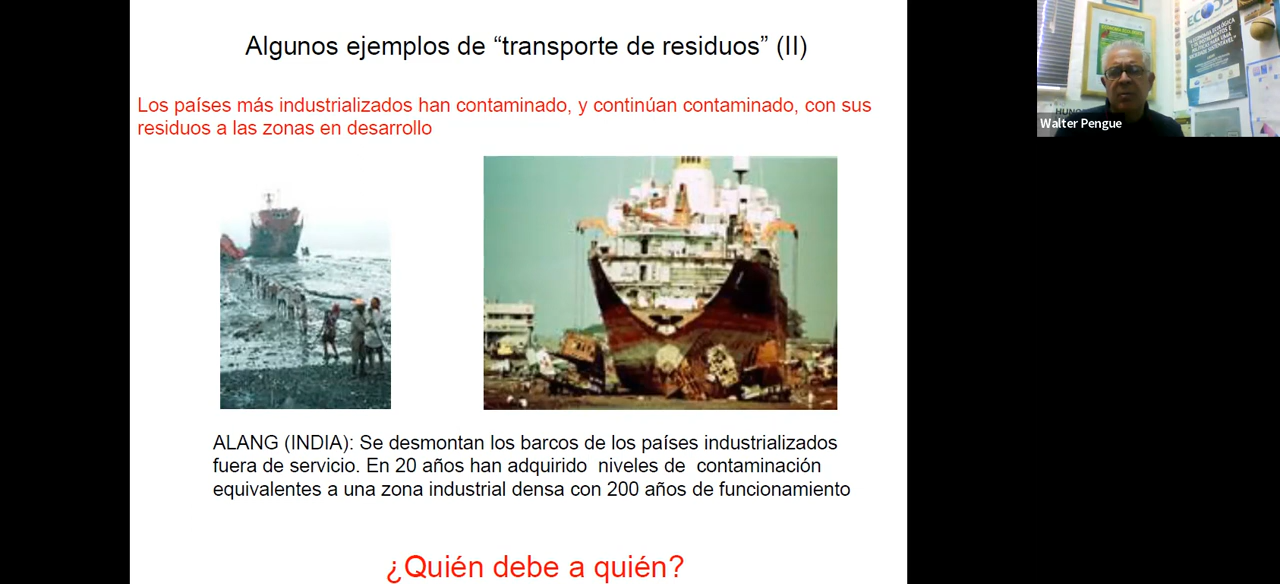 Algunos ejemplos de “transporte de residuos” (II)
Los países más industrializados han contaminado, y continúan contaminado, con sus
residuos a las zonas en desarrollo
ALANG (INDIA): Se desmontan los barcos de los países industrializados
fuera de servicio. En 20 años han adquirido niveles de contaminación
equivalentes a una zona industrial densa con 200 años de funcionamiento
¿Quién debe a quién?
Walter Pengue